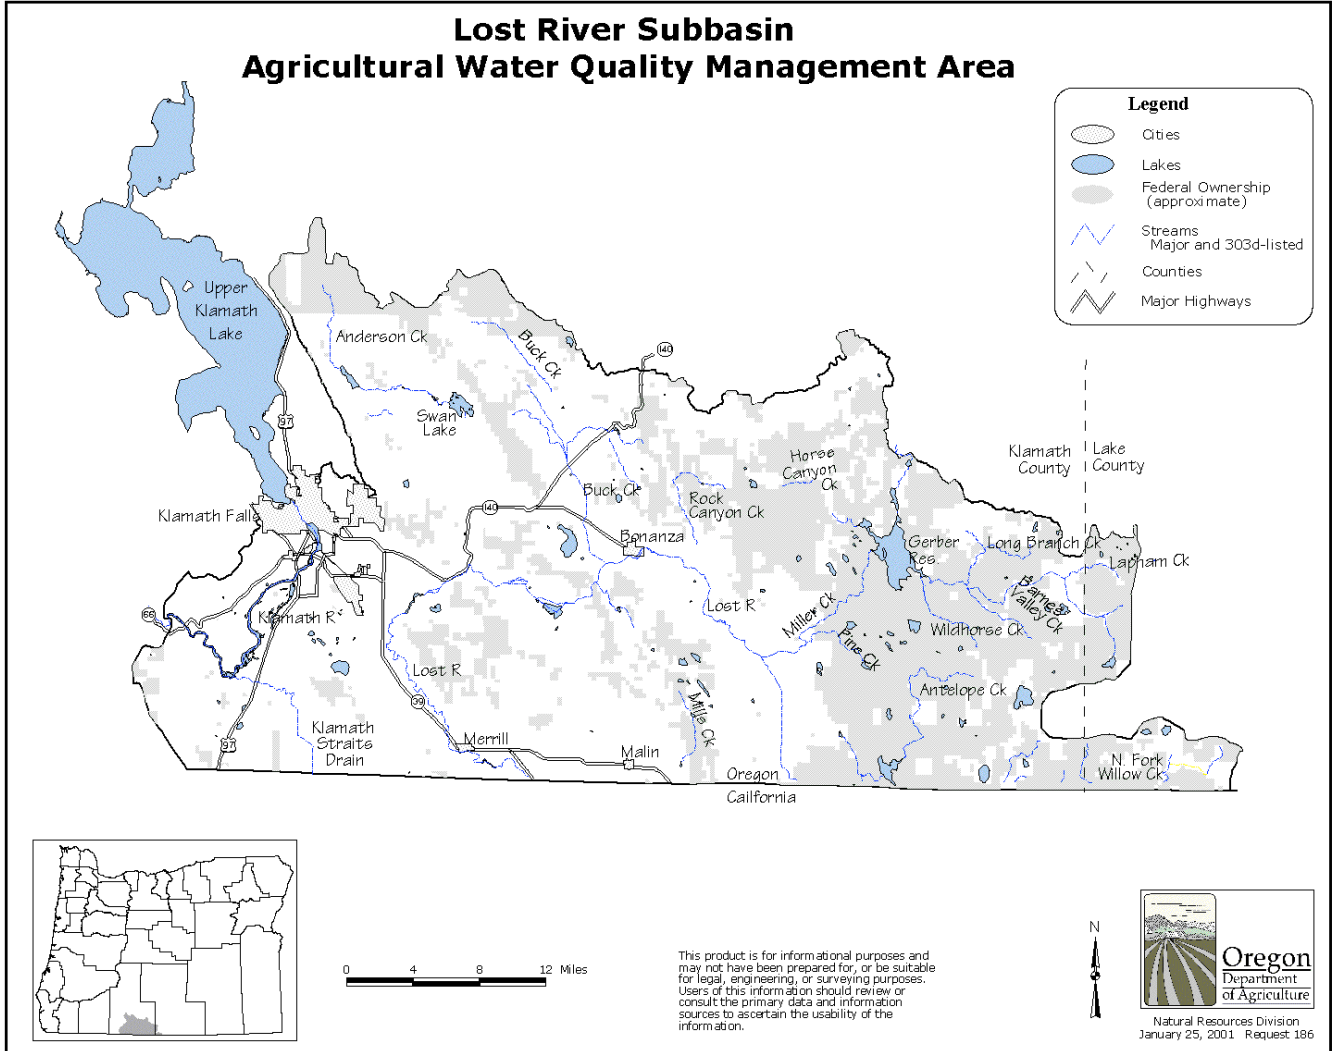 Lost River Subbasin
Agricultural Water Quality Management Area
Legend
Cities
Lakes
Federal Ownership
(approximate)
Streams
Major and 303d-listed
Counties
Major Highways
Upper
Klamath
Lake
Anderson Ck
Buck Ck
140
97
Swan
Lake
Klamath
County
Lake
County
Horse
Canyon
Ck
Buck Ck
Rock
Canyon Ck
Klamath Falls
140
Bonanza
Gerber
Res.
Long Branch Ck
Lapham Ck
Barnes
Valley Ck
66
Klamath R
Lost R
Miller Ck
Pine Ck
Wildhorse Ck
Lost R
Antelope Ck
39
Mills Ck
Klamath
Straits
Drain
97
Merrill
Malin
N. Fork
Willow Ck
Oregon
Cailfornia
0 4 8 12 Miles
This product is for informational purposes and
may not have been prepared for, or be suitable
for legal, engineering, or surveying purposes.
Users of this information should review or
consult the primary data and information
sources to ascertain the usability of the
information.
N
Oregon
Department
of Agriculture
Natural Resources Division
January 25, 2001 Request 186